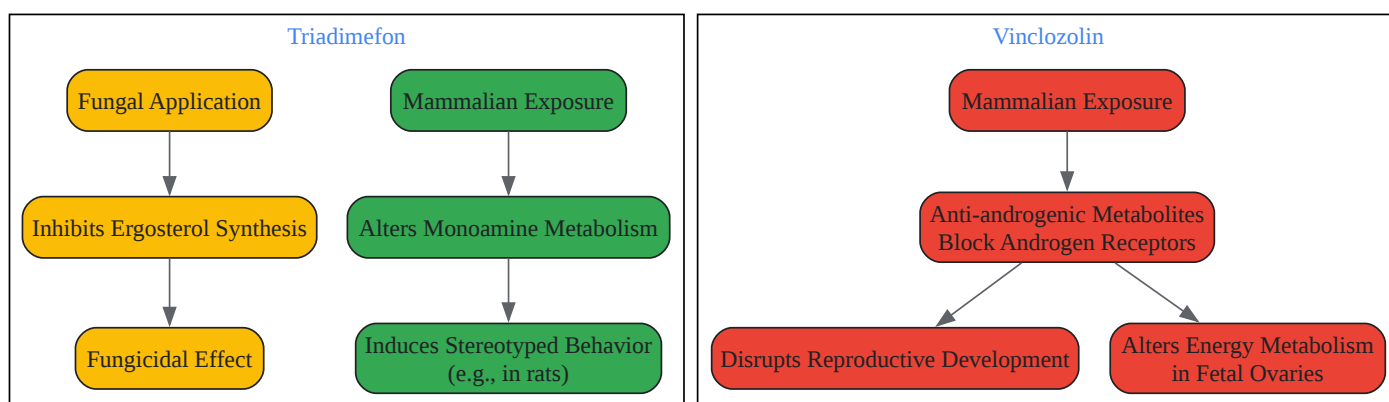 Triadimefon
Fungal Application
Inhibits Ergosterol Synthesis
Fungicidal Effect
Mammalian Exposure
Alters Monoamine Metabolism
Induces Stereotyped Behavior
(e.g., in rats)
Vinclozolin
Mammalian Exposure
Anti-androgenic Metabolites
Block Androgen Receptors
Disrupts Reproductive Development
Alters Energy Metabolism
in Fetal Ovaries